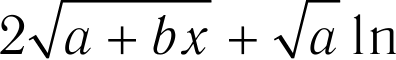 2√(a + bx) + √a ln